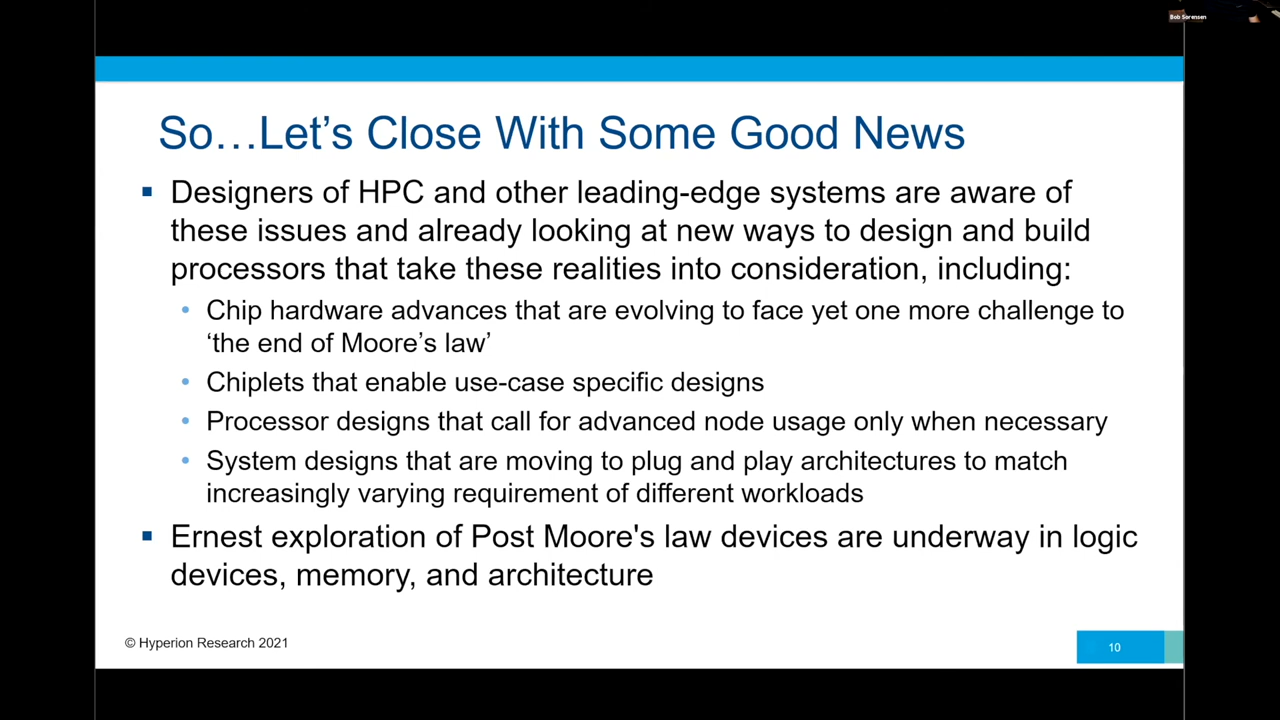 Bob Sorensen
So…Let’s Close With Some Good News
▪ Designers of HPC and other leading-edge systems are aware of
these issues and already looking at new ways to design and build
processors that take these realities into consideration, including:
• Chip hardware advances that are evolving to face yet one more challenge to
‘the end of Moore’s law’
• Chiplets that enable use-case specific designs
• Processor designs that call for advanced node usage only when necessary
• System designs that are moving to plug and play architectures to match
increasingly varying requirement of different workloads
▪ Ernest exploration of Post Moore's law devices are underway in logic
devices, memory, and architecture
© Hyperion Research 2021
10